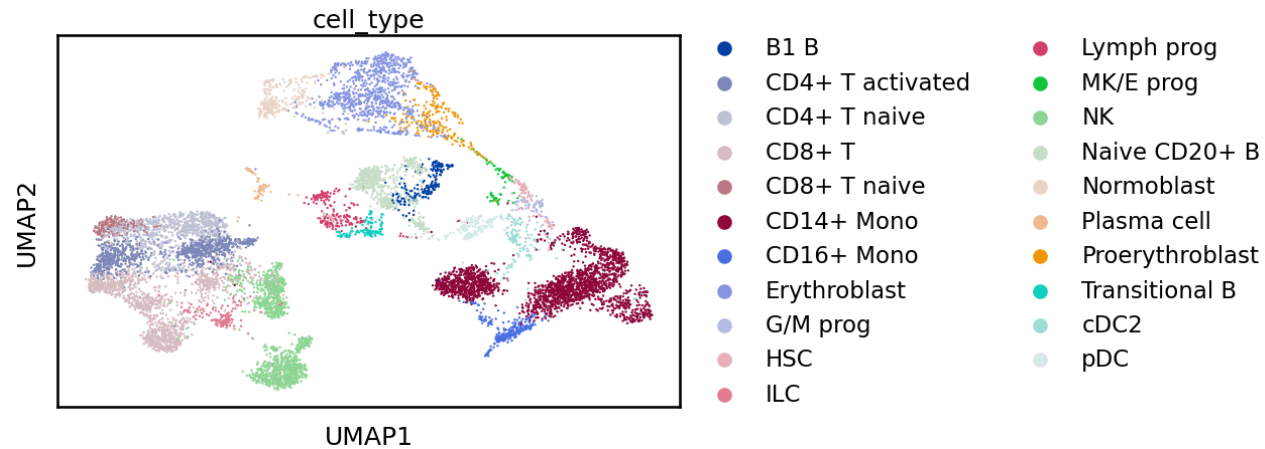 cell_type
UMAP2
UMAP1
B1 B
CD4+ T activated
CD4+ T naive
CD8+ T
CD8+ T naive
CD14+ Mono
CD16+ Mono
Erythroblast
G/M prog
HSC
ILC
Lymph prog
MK/E prog
NK
Naive CD20+ B
Normoblast
Plasma cell
Proerythroblast
Transitional B
cDC2
pDC